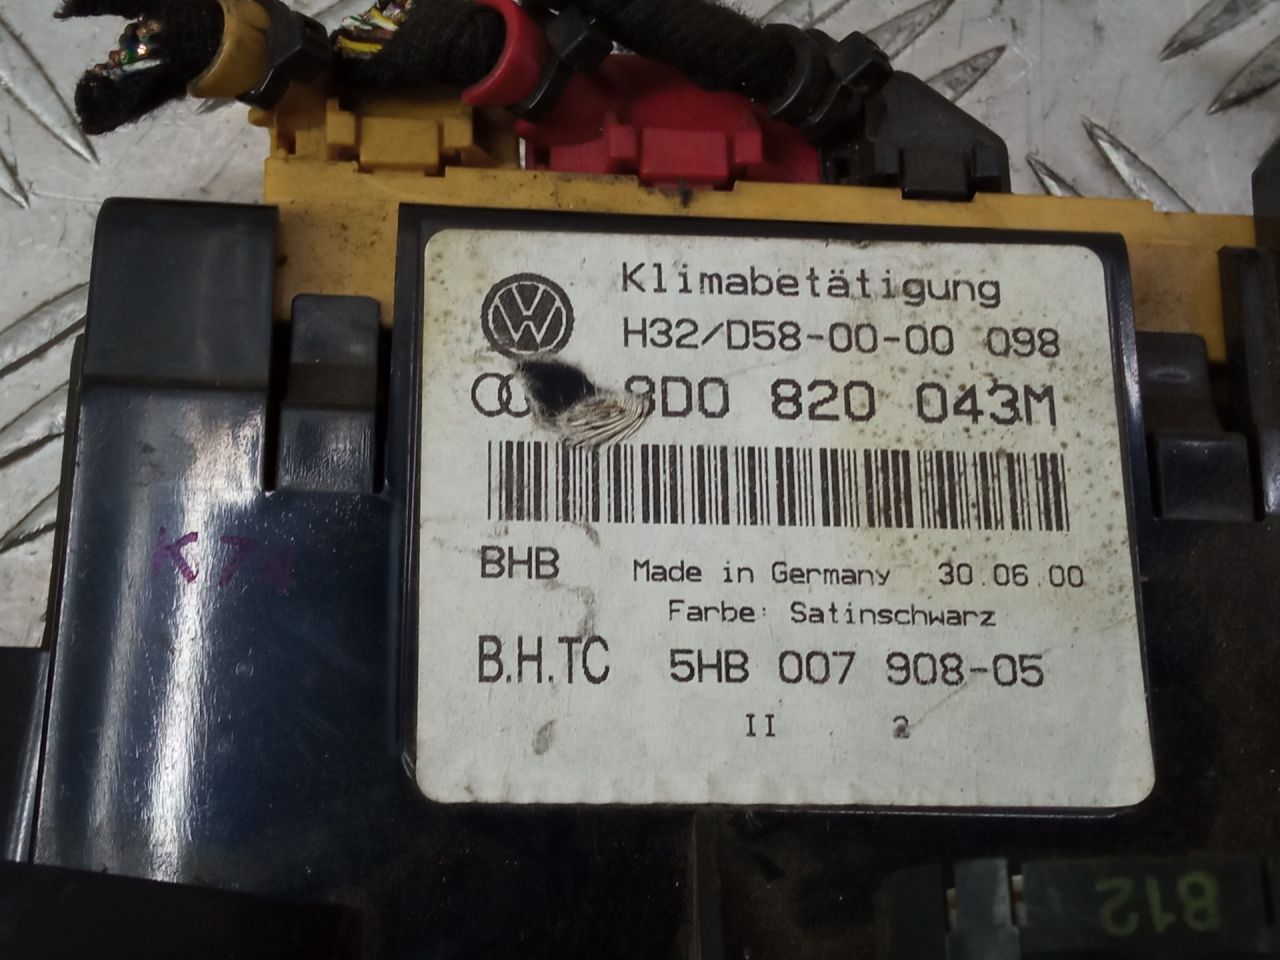 Klimabetätigung
H32/D58-00-00 098
8D0 820 043M
BHB Made in Germany 30.06.00
Farbe: Satinschwarz
B.H.TC 5HB 007 908-05
II 2
K74
812